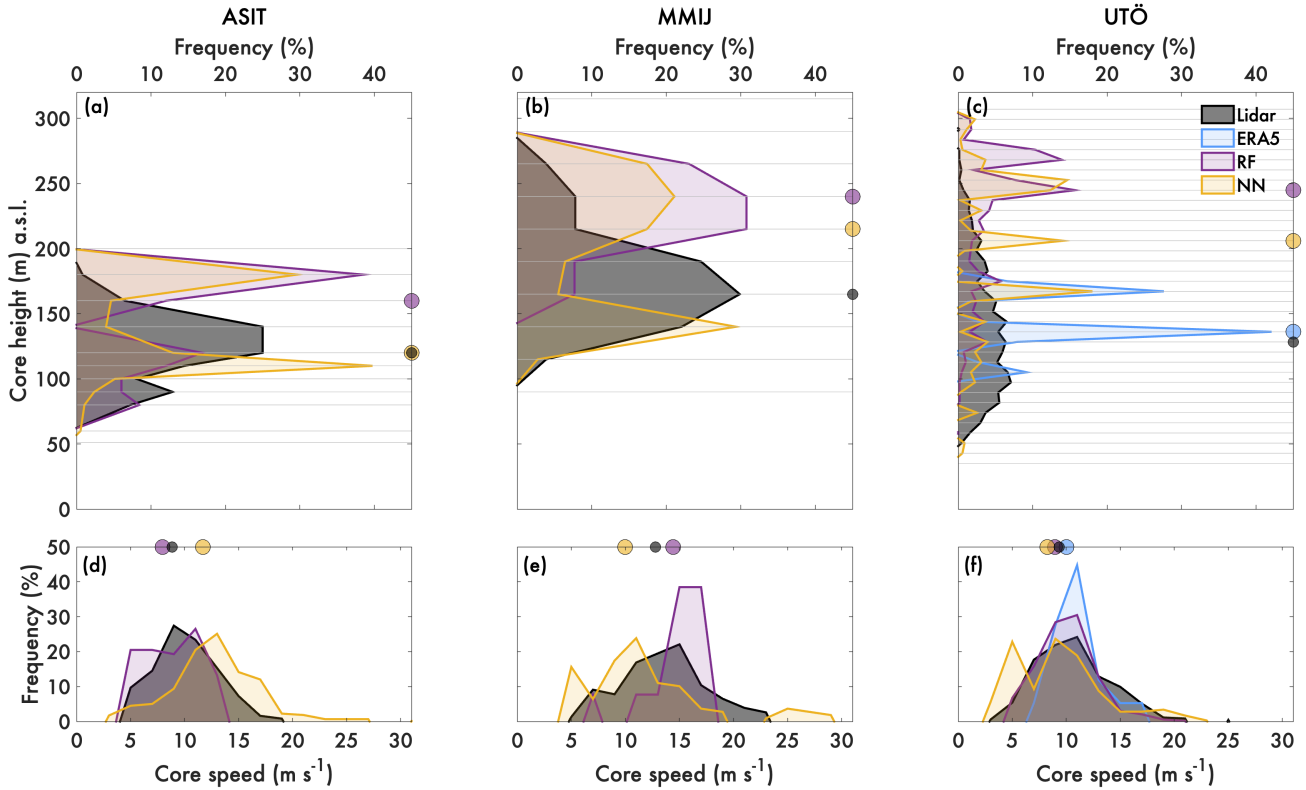 ASIT MMIJ UTÖ
Frequency (%) Frequency (%) Frequency (%)
0 10 20 30 40 0 10 20 30 40 0 10 20 30 40
(a) (b) (c)
Lidar
ERA5
RF
NN
Core height (m) a.s.l.
300
250
200
150
100
50
0
(d) (e) (f)
Frequency (%)
50
40
30
20
10
0
0 5 10 15 20 25 30 0 5 10 15 20 25 30 0 5 10 15 20 25 30
Core speed (m s⁻¹) Core speed (m s⁻¹) Core speed (m s⁻¹)